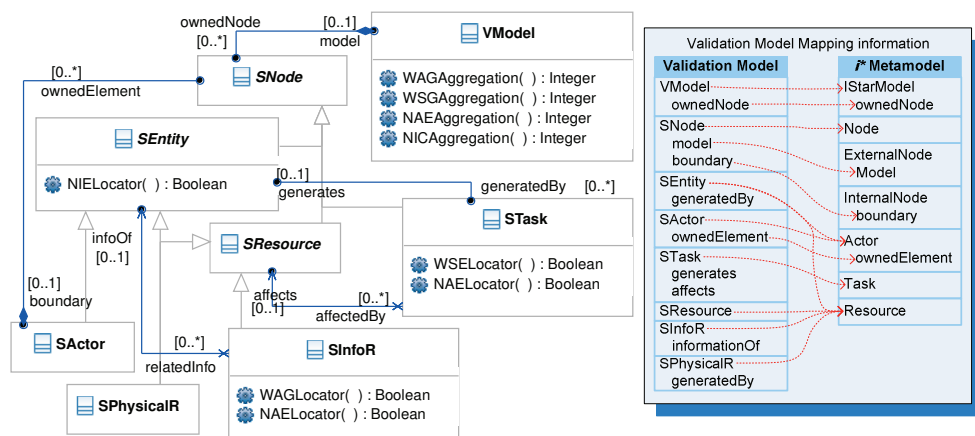 ownedNode
[0..*]
[0..1]
model
VModel
WAGAggregation( ) : Integer
WSGAggregation( ) : Integer
NAEAggregation( ) : Integer
NICAggregation( ) : Integer
[0..*]
ownedElement
SNode
SEntity
NIELocator( ) : Boolean
[0..1]
generates
generatedBy
[0..*]
STask
WSELocator( ) : Boolean
NAELocator( ) : Boolean
infoOf
[0..1]
SResource
affects
[0..1]
[0..*]
affectedBy
[0..1]
boundary
SActor
[0..*]
relatedInfo
SInfoR
WAGLocator( ) : Boolean
NAELocator( ) : Boolean
SPhysicalR
Validation Model Mapping information
Validation Model
i* Metamodel
VModel
ownedNode
SNode
model
boundary
SEntity
generatedBy
SActor
ownedElement
STask
generates
affects
SResource
SInfoR
informationOf
SPhysicalR
generatedBy
IStarModel
ownedNode
Node
ExternalNode
Model
InternalNode
boundary
Actor
ownedElement
Task
Resource